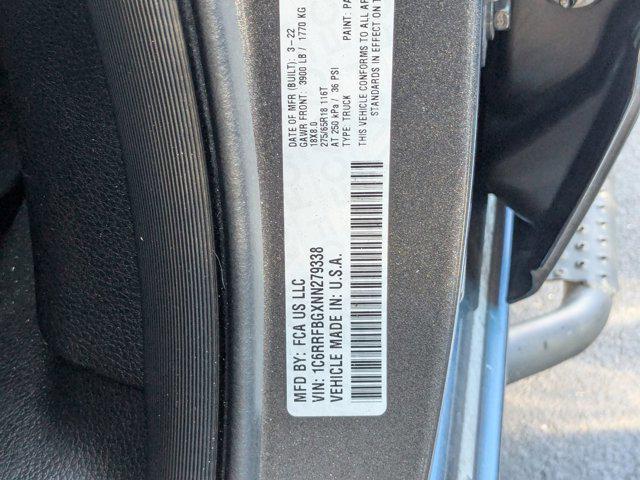 MFD BY: FCA US LLC
DATE OF MFR (BUILT): 3-22
GAWR FRONT: 3900 LB / 1770 KG
18X8.0
275/65R18 116T
AT 250 kPa / 36 PSI
TYPE: TRUCK
PAINT: PA
THIS VEHICLE CONFORMS TO ALL AP
STANDARDS IN EFFECT ON T
VIN: 1C6RRFBGXNN279338
VEHICLE MADE IN: U.S.A.